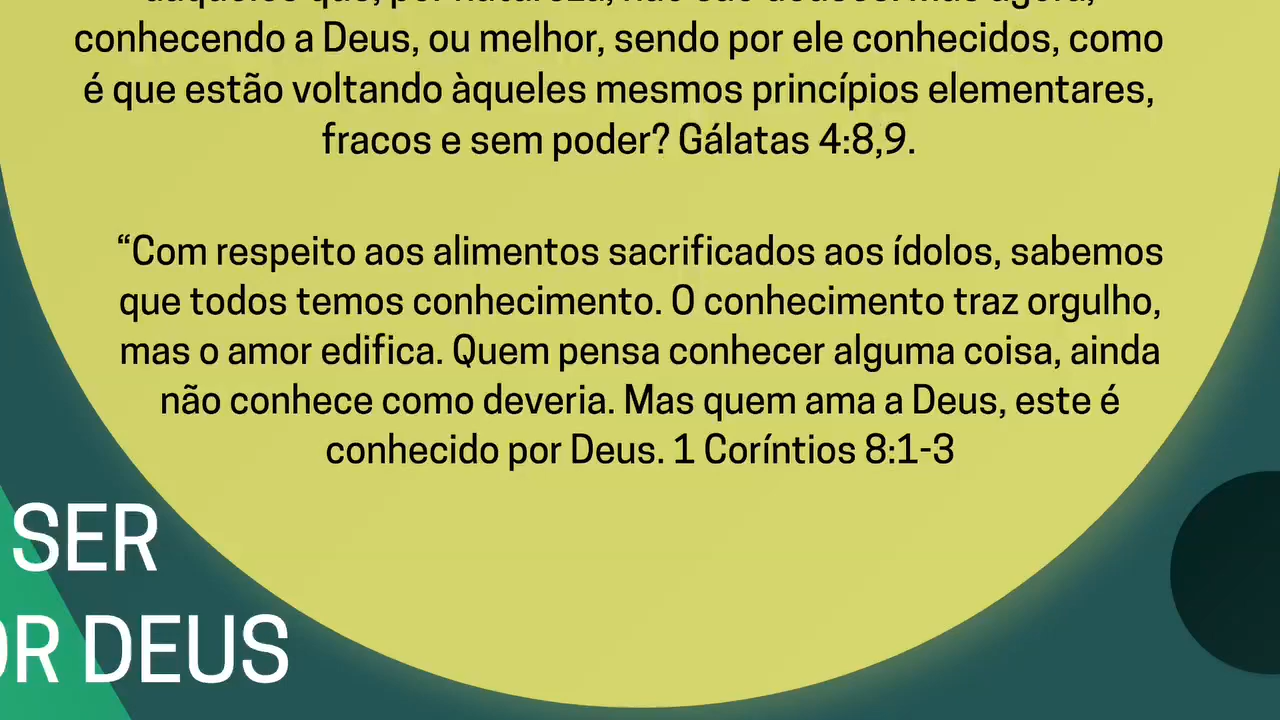 conhecendo a Deus, ou melhor, sendo por ele conhecidos, como
é que estão voltando àqueles mesmos princípios elementares,
fracos e sem poder? Gálatas 4:8,9.
“Com respeito aos alimentos sacrificados aos ídolos, sabemos
que todos temos conhecimento. O conhecimento traz orgulho,
mas o amor edifica. Quem pensa conhecer alguma coisa, ainda
não conhece como deveria. Mas quem ama a Deus, este é
conhecido por Deus. 1 Coríntios 8:1-3
SER
OR DEUS